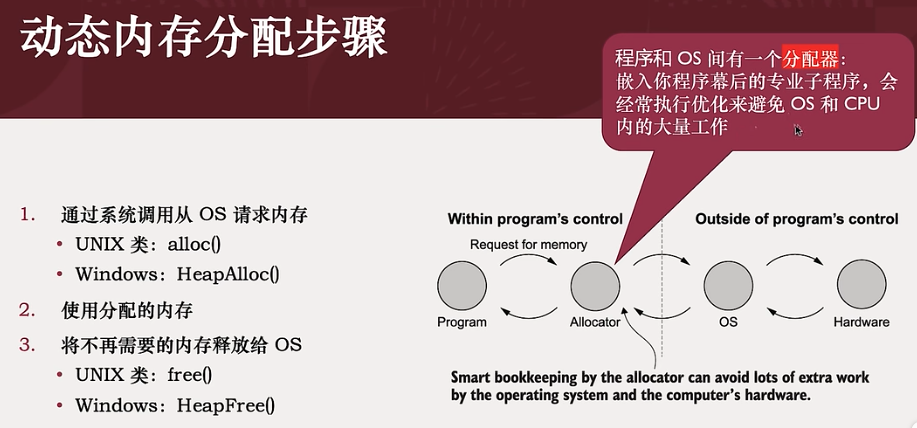 动态内存分配步骤
程序和 OS 间有一个分配器：
嵌入你程序幕后的专业子程序，会
经常执行优化来避免 OS 和 CPU
内的大量工作
1. 通过系统调用从 OS 请求内存
• UNIX 类：alloc()
• Windows：HeapAlloc()
2. 使用分配的内存
3. 将不再需要的内存释放给 OS
• UNIX 类：free()
• Windows：HeapFree()
Within program's control
Outside of program's control
Request for memory
Program
Allocator
OS
Hardware
Smart bookkeeping by the allocator can avoid lots of extra work
by the operating system and the computer's hardware.